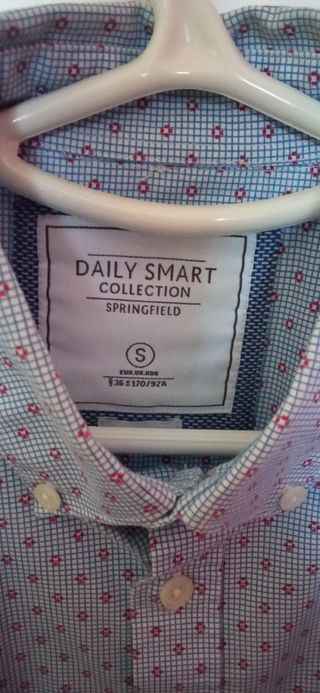 DAILY SMART
COLLECTION
SPRINGFIELD
S
EUR.UK.KOR
36 S 170/92A